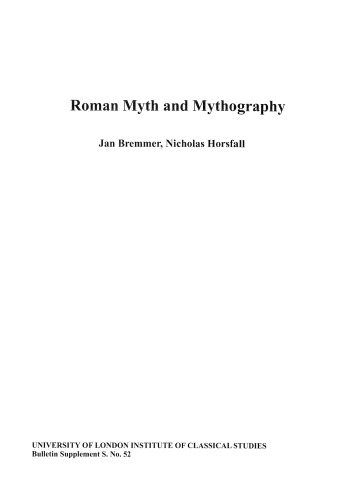 Roman Myth and Mythography
Jan Bremmer, Nicholas Horsfall
UNIVERSITY OF LONDON INSTITUTE OF CLASSICAL STUDIES
Bulletin Supplement S. No. 52